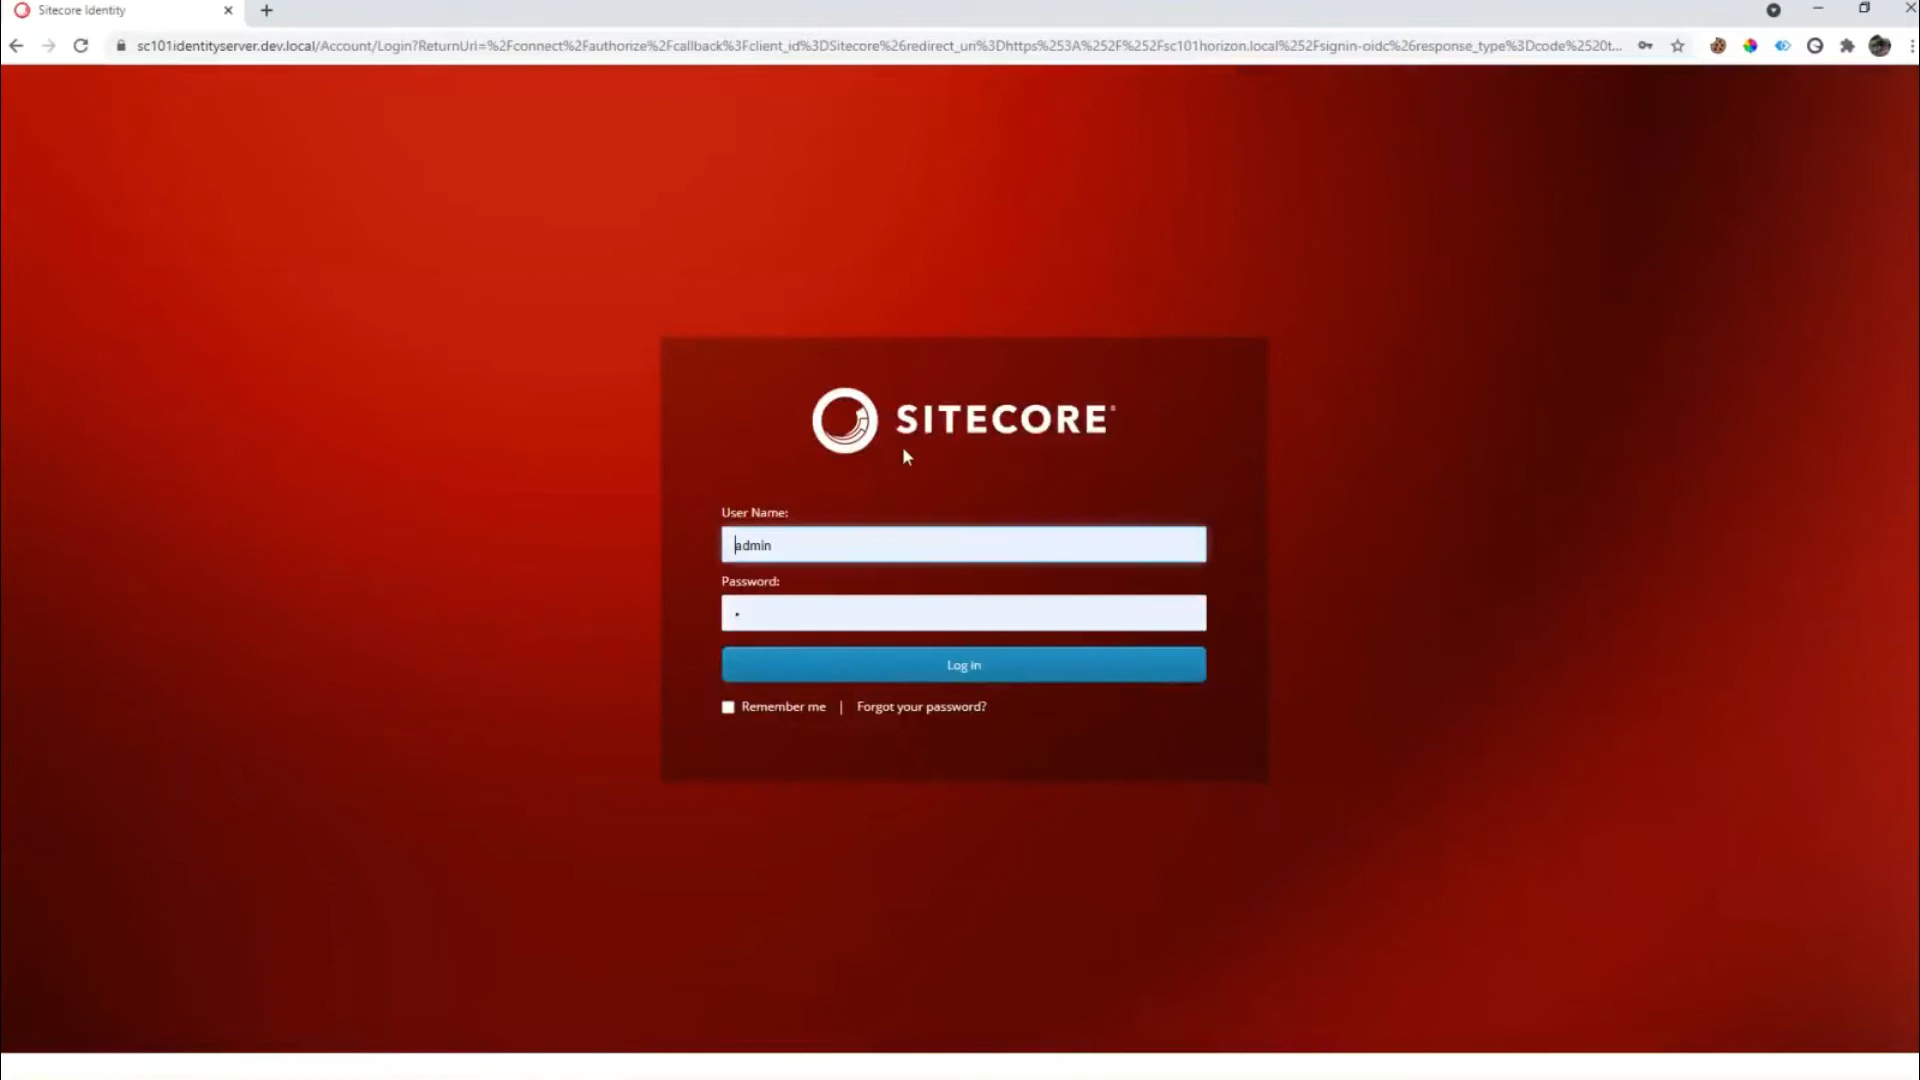 Sitecore Identity
sc101identityserver.dev.local/Account/Login?ReturnUrl=%2Fconnect%2Fauthorize%2Fcallback%3Fclient_id%3DSitecore%26redirect_uri%3Dhttps%253A%252F%252Fsc101horizon.local%252Fsignin-oidc%26response_type%3Dcode%2520t...
SITECORE
User Name:
admin
Password:
Log in
Remember me | Forgot your password?